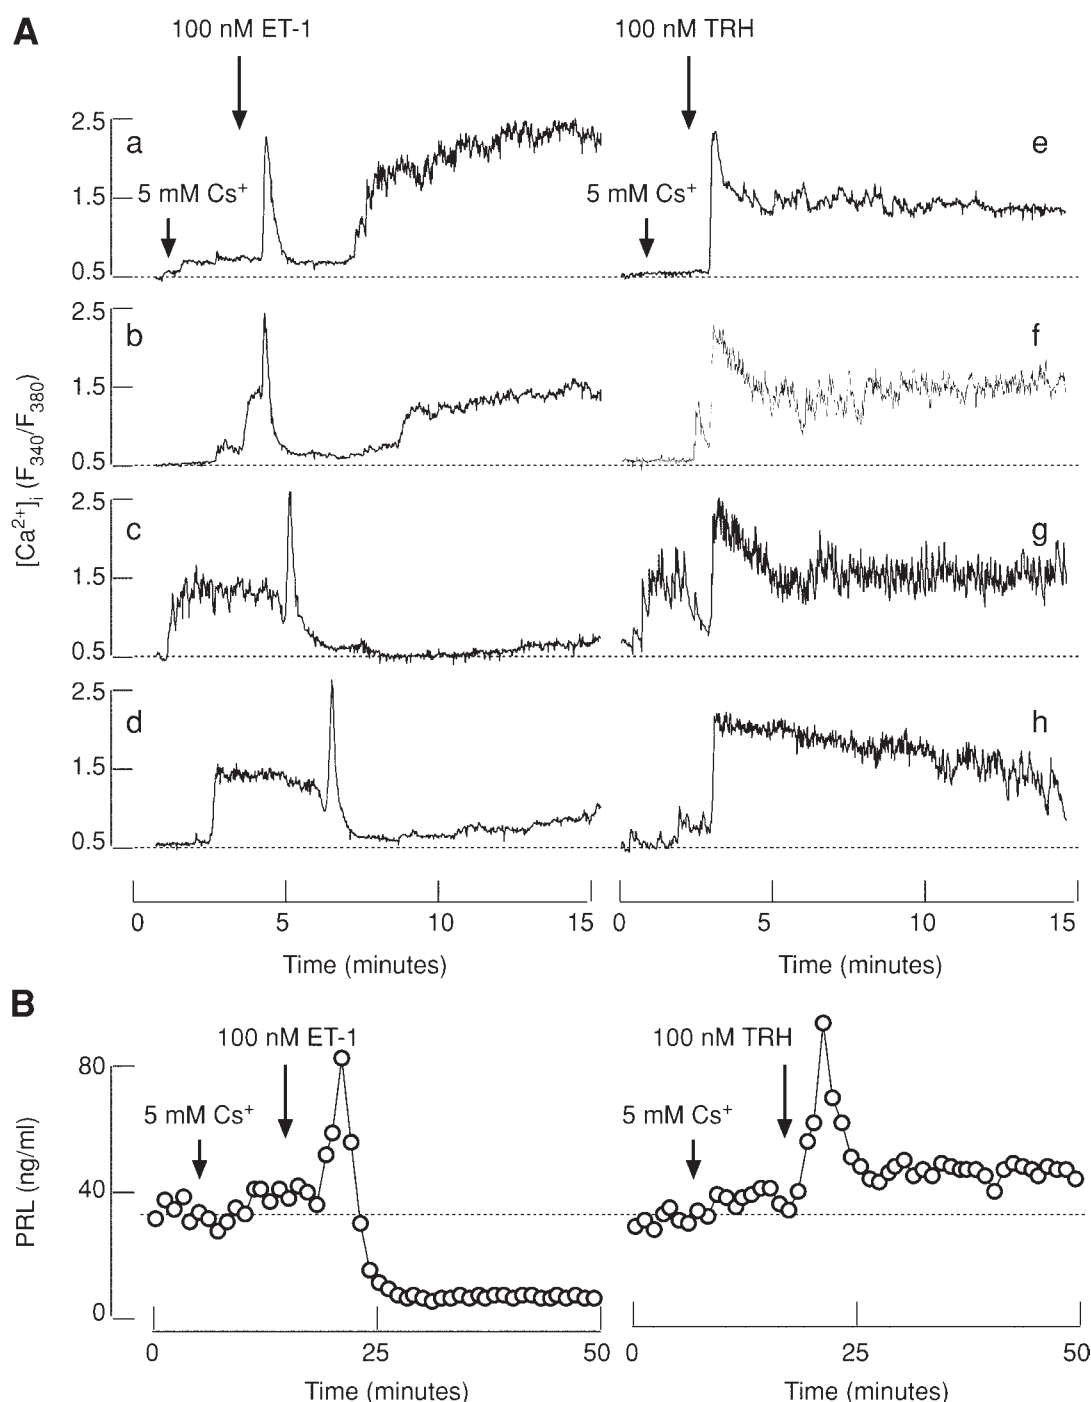 A
100 nM ET-1
100 nM TRH
2.5
a
e
5 mM Cs⁺
5 mM Cs⁺
1.5
0.5
2.5
b
f
1.5
0.5
[Ca²⁺]ᵢ (F₃₄₀/F₃₈₀)
2.5
c
g
1.5
0.5
2.5
d
h
1.5
0.5
0 5 10 15
0 5 10 15
Time (minutes)
Time (minutes)
B
100 nM ET-1
100 nM TRH
80
5 mM Cs⁺
5 mM Cs⁺
PRL (ng/ml)
40
0
0 25 50
0 25 50
Time (minutes)
Time (minutes)